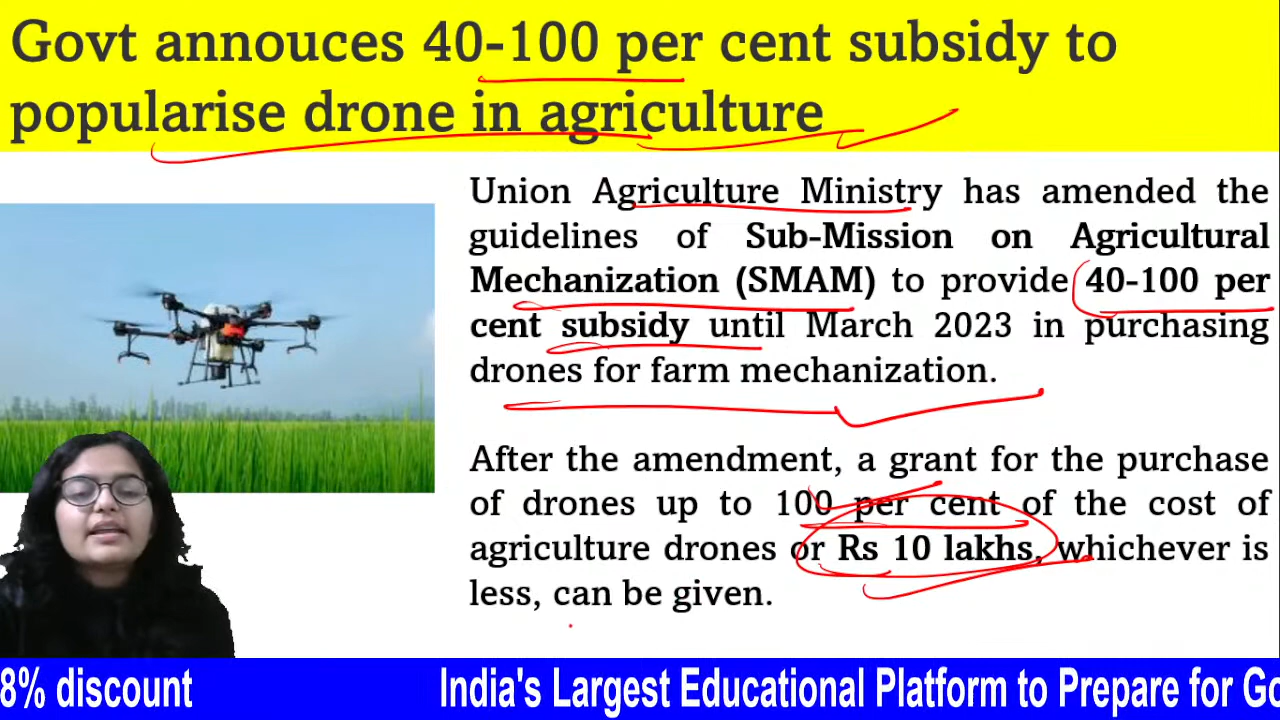 Govt annouces 40-100 per cent subsidy to
popularise drone in agriculture
Union Agriculture Ministry has amended the
guidelines of Sub-Mission on Agricultural
Mechanization (SMAM) to provide 40-100 per
cent subsidy until March 2023 in purchasing
drones for farm mechanization.
After the amendment, a grant for the purchase
of drones up to 100 per cent of the cost of
agriculture drones or Rs 10 lakhs, whichever is
less, can be given.
8% discount
India's Largest Educational Platform to Prepare for Go